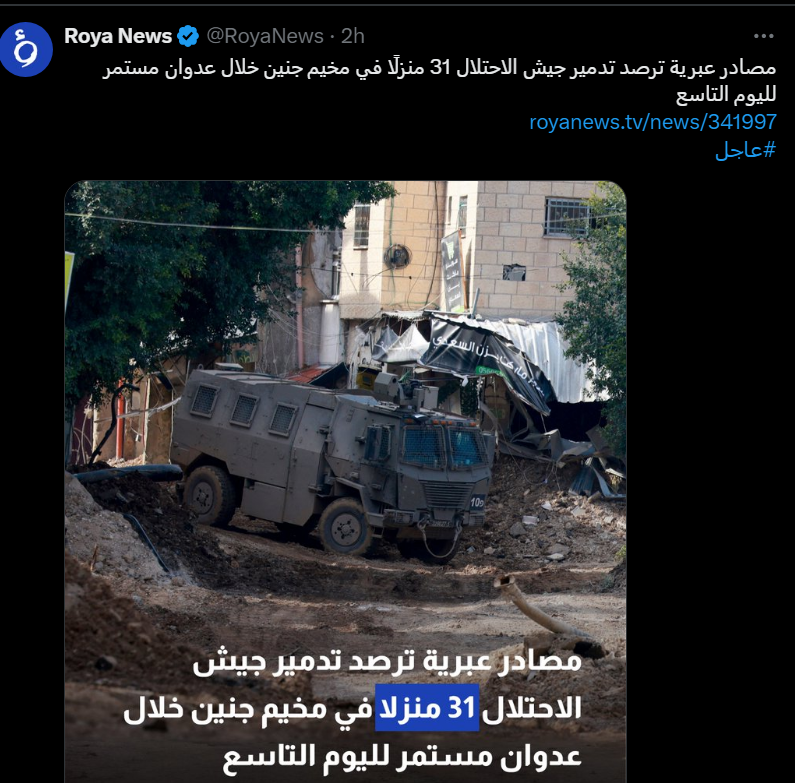 Roya News @RoyaNews · 2h
مصادر عبرية ترصد تدمير جيش الاحتلال 31 منزلًا في مخيم جنين خلال عدوان مستمر
لليوم التاسع
royanews.tv/news/341997
#عاجل
السعدي
109
مصادر عبرية ترصد تدمير جيش
الاحتلال 31 منزلا في مخيم جنين خلال
عدوان مستمر لليوم التاسع